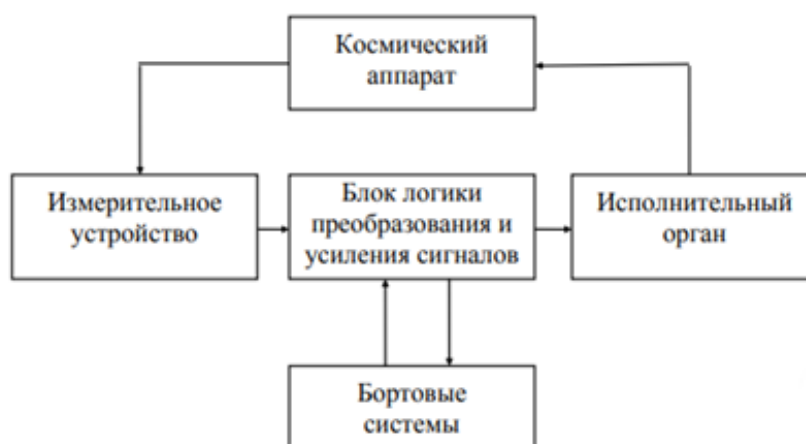 Космический
аппарат
Измерительное
устройство
Блок логики
преобразования и
усиления сигналов
Исполнительный
орган
Бортовые
системы